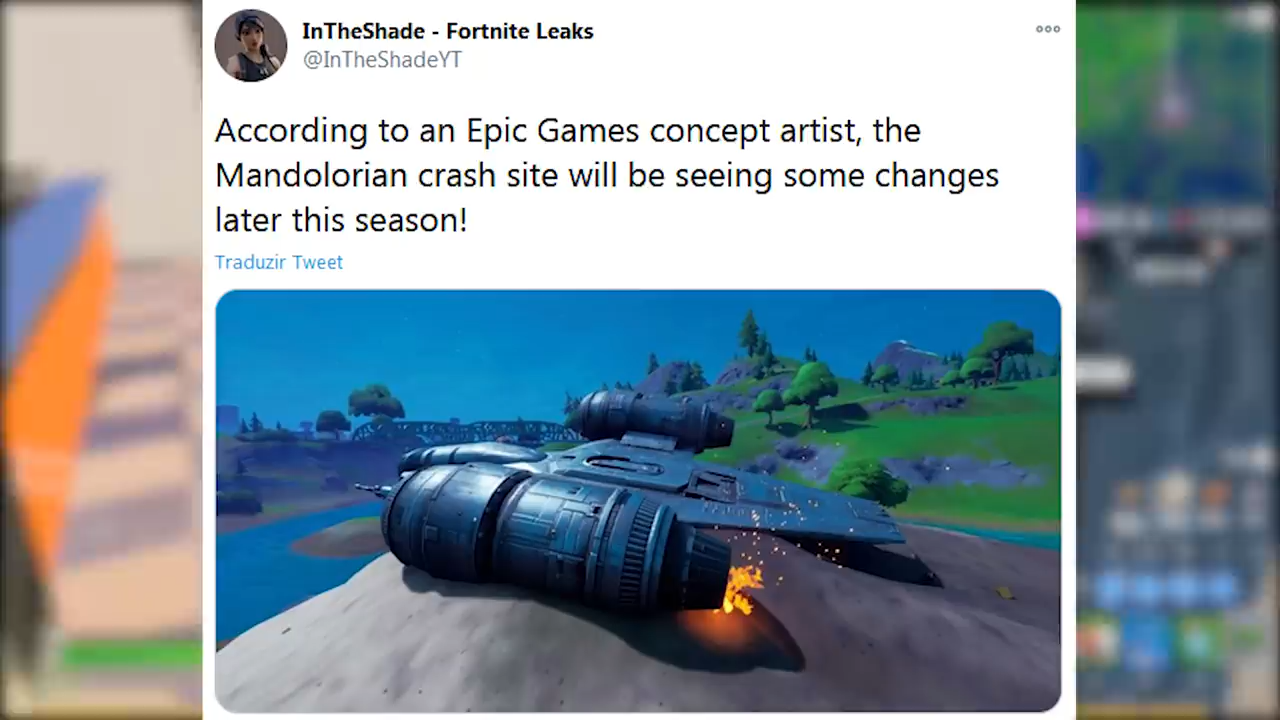 InTheShade - Fortnite Leaks
@InTheShadeYT
According to an Epic Games concept artist, the
Mandolorian crash site will be seeing some changes
later this season!
Traduzir Tweet